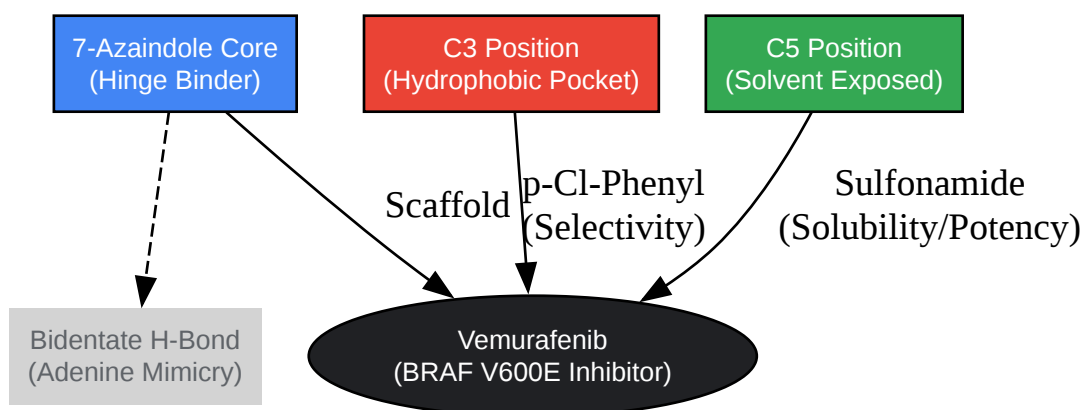 7-Azaindole Core
(Hinge Binder)
C3 Position
(Hydrophobic Pocket)
C5 Position
(Solvent Exposed)
Scaffold
p-Cl-Phenyl
(Selectivity)
Sulfonamide
(Solubility/Potency)
Bidentate H-Bond
(Adenine Mimicry)
Vemurafenib
(BRAF V600E Inhibitor)